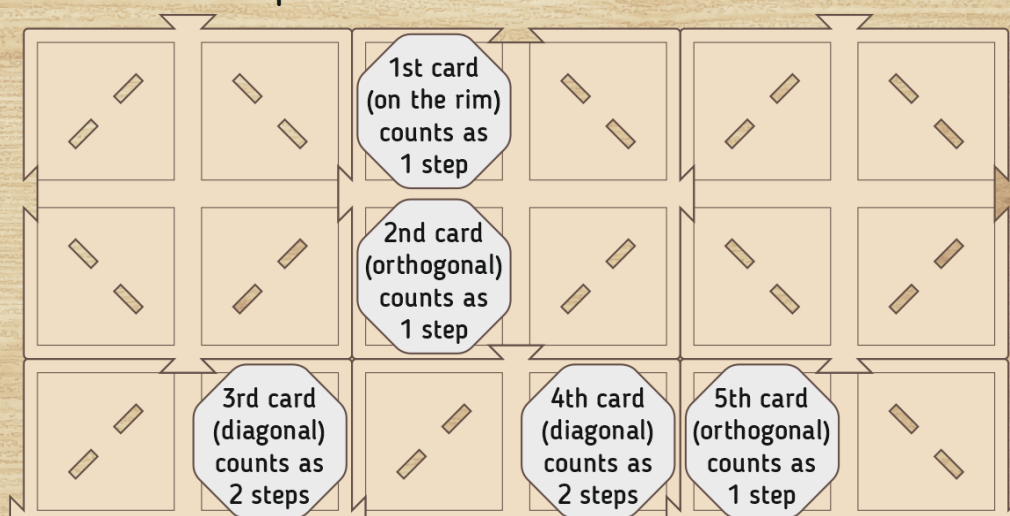 1st card
(on the rim)
counts as
1 step
2nd card
(orthogonal)
counts as
1 step
3rd card
(diagonal)
counts as
2 steps
4th card
(diagonal)
counts as
2 steps
5th card
(orthogonal)
counts as
1 step